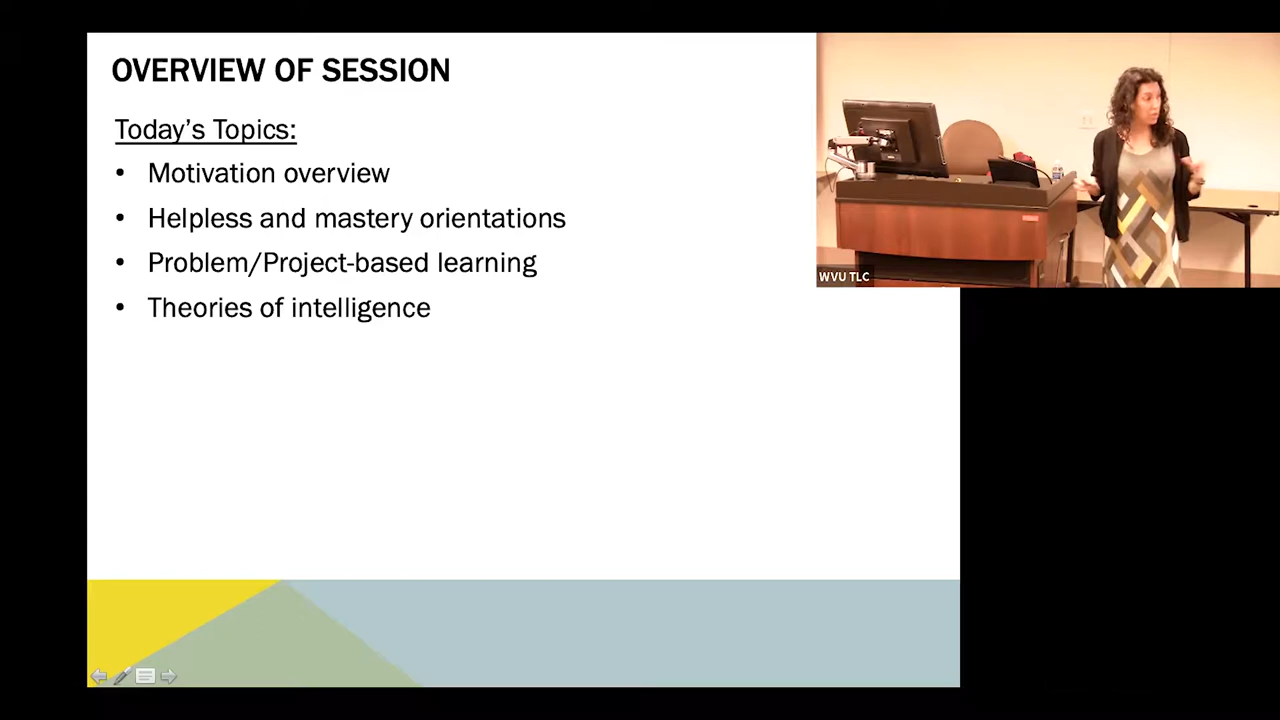 OVERVIEW OF SESSION
Today's Topics:
• Motivation overview
• Helpless and mastery orientations
• Problem/Project-based learning
• Theories of intelligence
WVU TLC